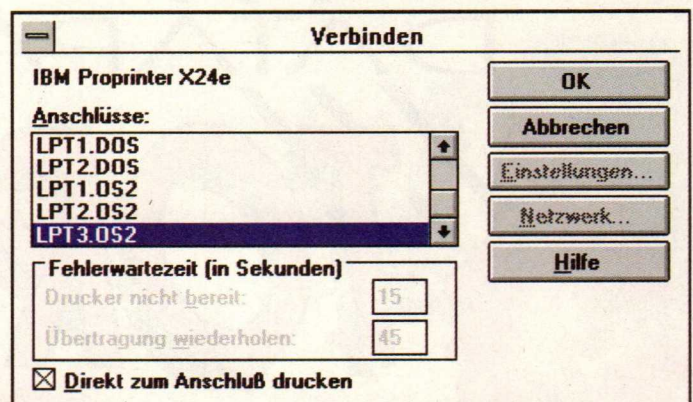 Verbinden
IBM Proprinter X24e
Anschlüsse:
LPT1.DOS
LPT2.DOS
LPT1.OS2
LPT2.OS2
LPT3.OS2
Fehlerwartezeit (in Sekunden)
Drucker nicht bereit: 15
Übertragung wiederholen: 45
Direkt zum Anschluß drucken
OK
Abbrechen
Einstellungen...
Netzwerk...
Hilfe